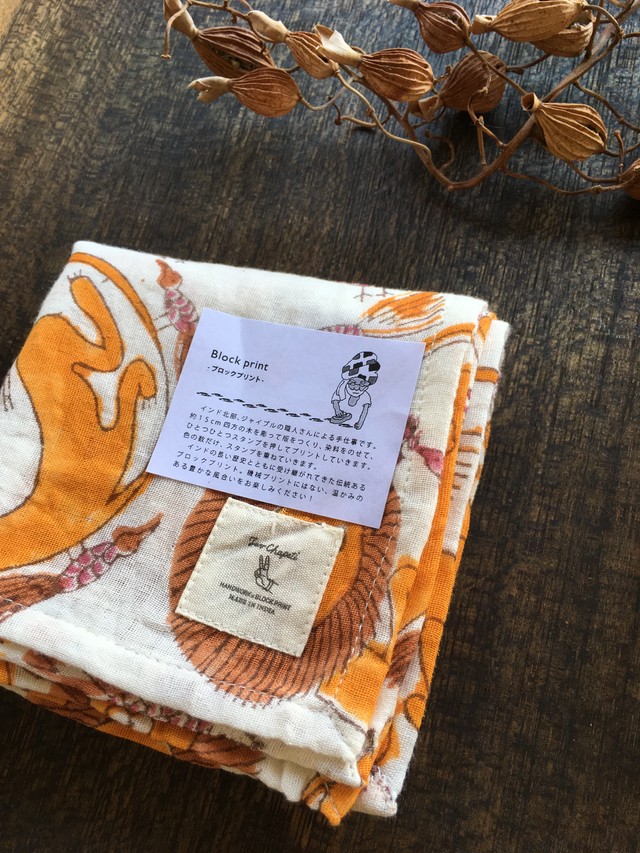 Block print
-ブロックプリント-
インド北部、ジャイプルの職人さんによる手仕事です。
約15cm四方の木を彫って版をつくり、染料をのせて、
ひとつひとつスタンプを押してプリントしていきます。
色の数だけ、スタンプを重ねていきます。
インドの長い歴史とともに受け継がれてきた伝統ある
ブロックプリント。機械プリントにはない、温かみの
ある豊かな風合いをお楽しみください!
Two Chapati
HANDWORK BLOCK PRINT
MADE IN INDIA